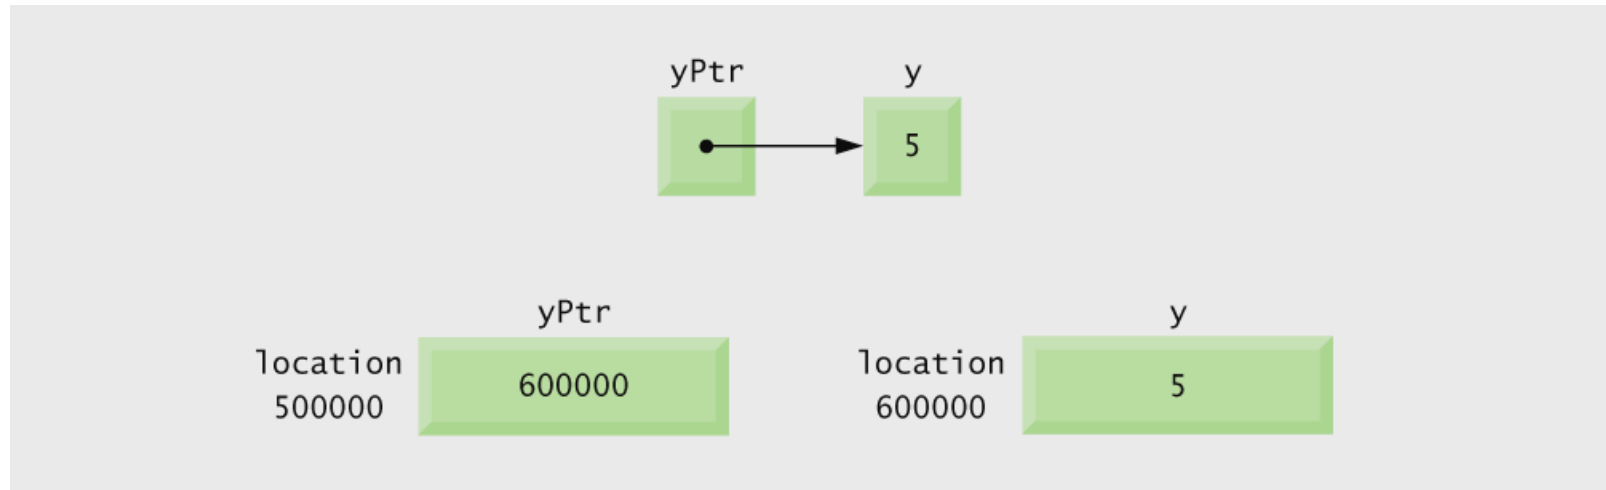 yPtr y
5
yPtr y
location location
600000 5
500000 600000